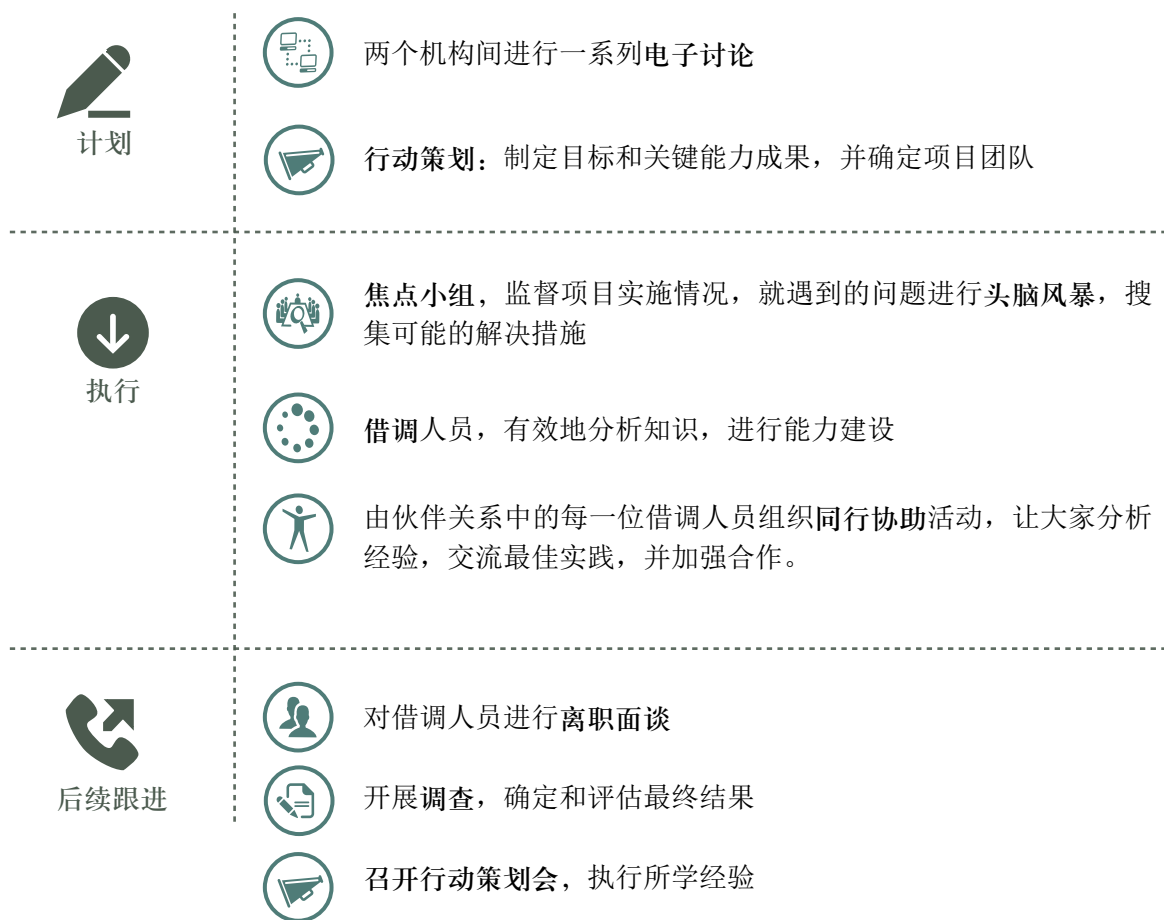 计划
两个机构间进行一系列电子讨论
行动策划：制定目标和关键能力成果，并确定项目团队
执行
焦点小组，监督项目实施情况，就遇到的问题进行头脑风暴，搜
集可能的解决措施
借调人员，有效地分析知识，进行能力建设
由伙伴关系中的每一位借调人员组织同行协助活动，让大家分析
经验，交流最佳实践，并加强合作。
后续跟进
对借调人员进行离职面谈
开展调查，确定和评估最终结果
召开行动策划会，执行所学经验